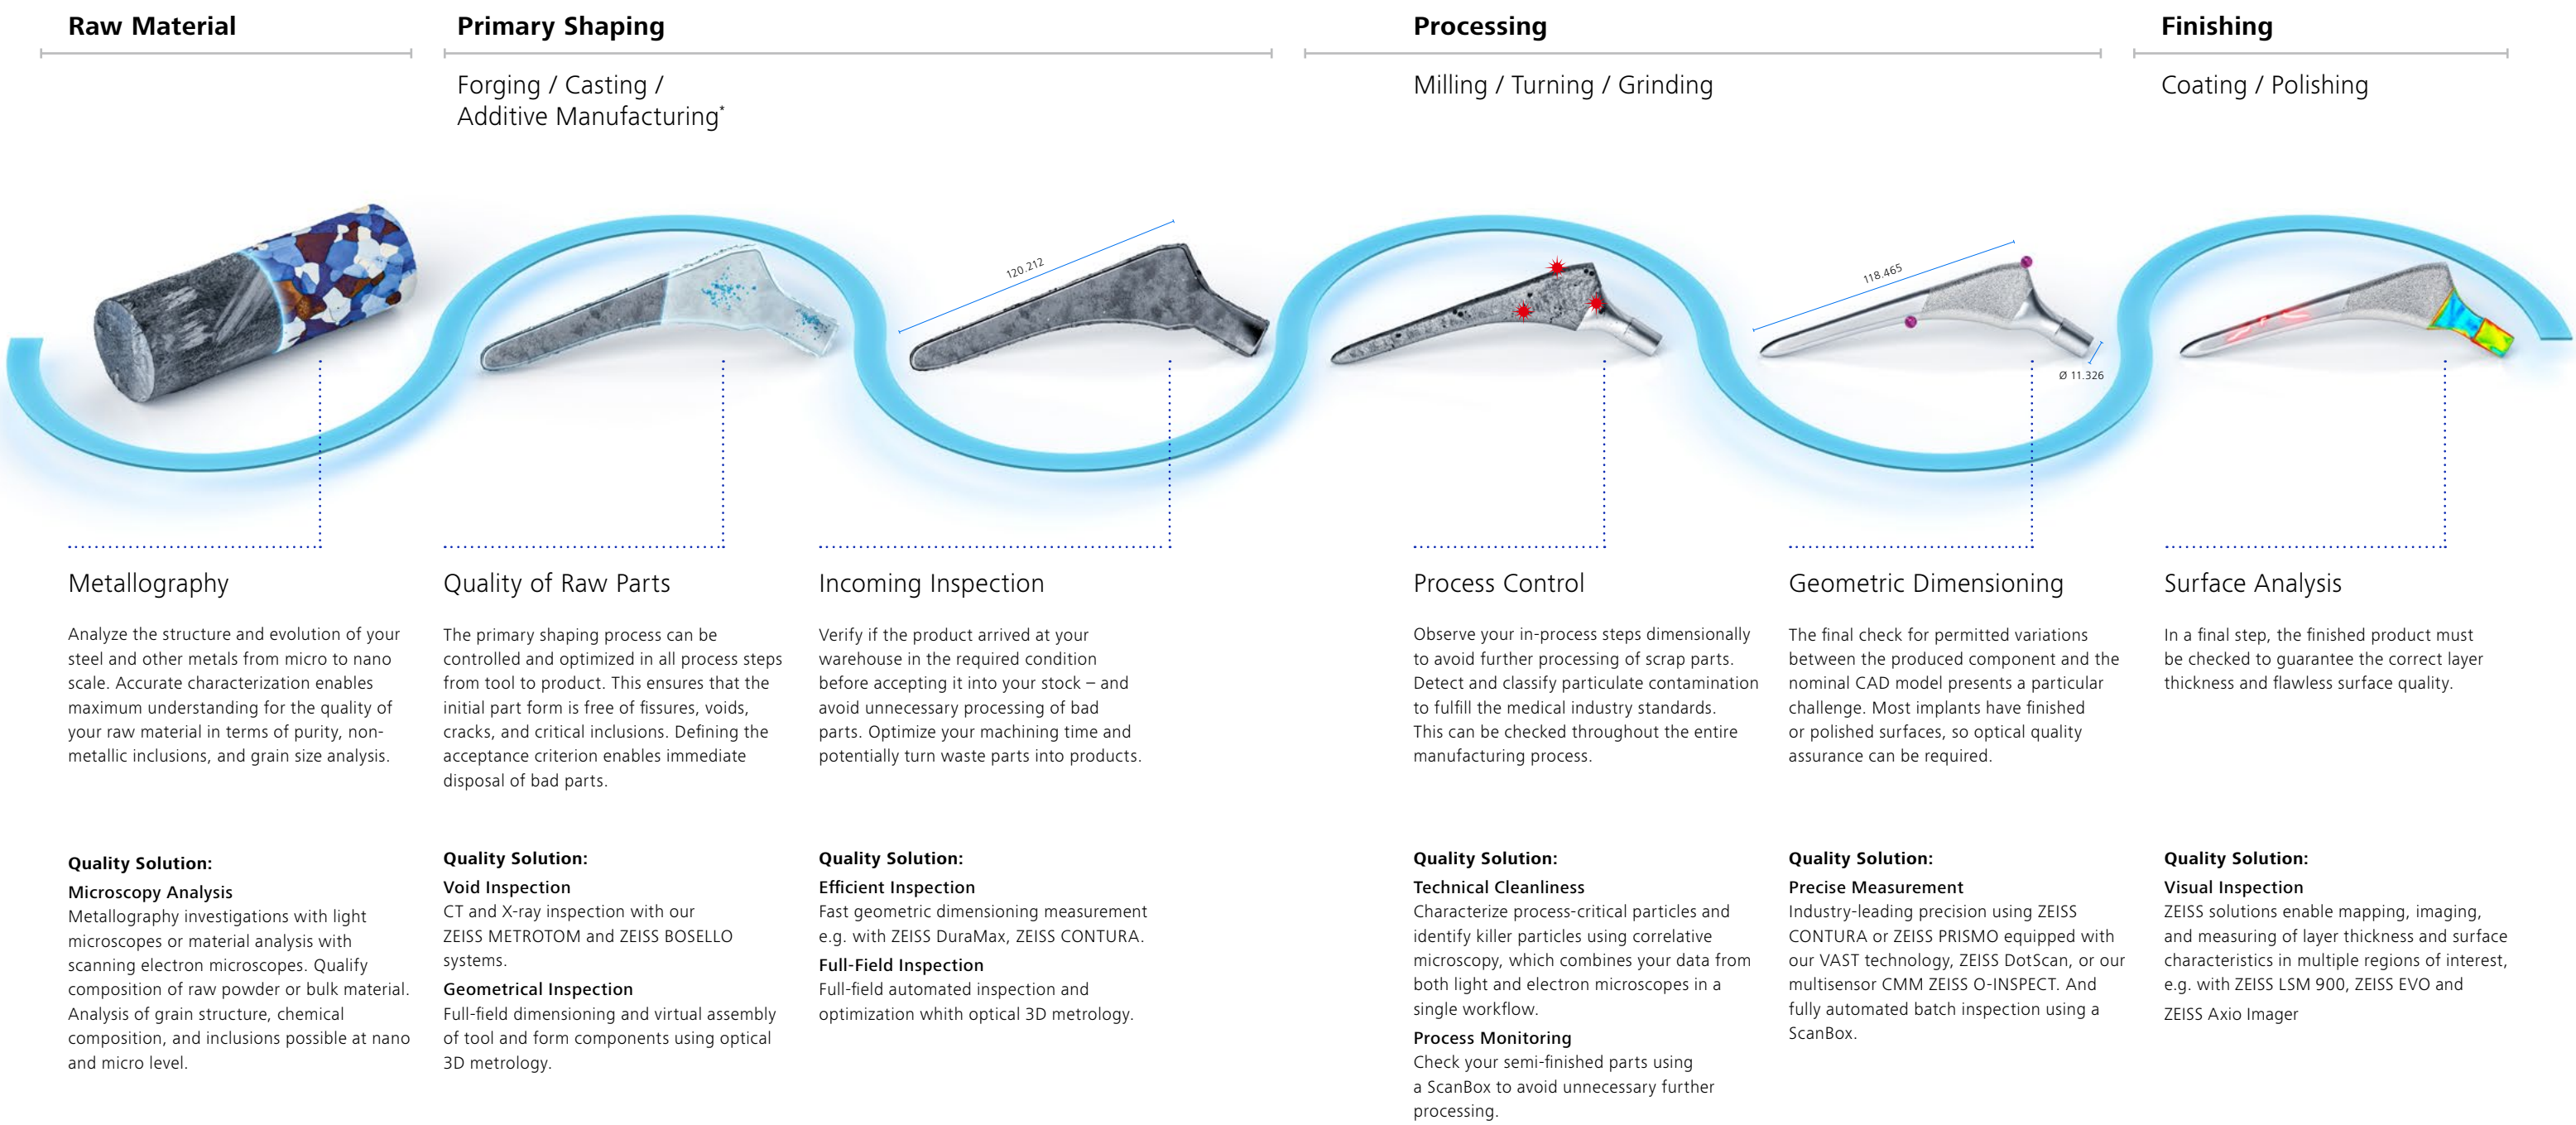 Raw Material
Primary Shaping
Forging / Casting /
Additive Manufacturing*
Processing
Milling / Turning / Grinding
Finishing
Coating / Polishing
120.212
118.465
Ø 11.326
Metallography
Analyze the structure and evolution of your
steel and other metals from micro to nano
scale. Accurate characterization enables
maximum understanding for the quality of
your raw material in terms of purity, non-
metallic inclusions, and grain size analysis.
Quality Solution:
Microscopy Analysis
Metallography investigations with light
microscopes or material analysis with
scanning electron microscopes. Qualify
composition of raw powder or bulk material.
Analysis of grain structure, chemical
composition, and inclusions possible at nano
and micro level.
Quality of Raw Parts
The primary shaping process can be
controlled and optimized in all process steps
from tool to product. This ensures that the
initial part form is free of fissures, voids,
cracks, and critical inclusions. Defining the
acceptance criterion enables immediate
disposal of bad parts.
Quality Solution:
Void Inspection
CT and X-ray inspection with our
ZEISS METROTOM and ZEISS BOSELLO
systems.
Geometrical Inspection
Full-field dimensioning and virtual assembly
of tool and form components using optical
3D metrology.
Incoming Inspection
Verify if the product arrived at your
warehouse in the required condition
before accepting it into your stock – and
avoid unnecessary processing of bad
parts. Optimize your machining time and
potentially turn waste parts into products.
Quality Solution:
Efficient Inspection
Fast geometric dimensioning measurement
e.g. with ZEISS DuraMax, ZEISS CONTURA.
Full-Field Inspection
Full-field automated inspection and
optimization whith optical 3D metrology.
Process Control
Observe your in-process steps dimensionally
to avoid further processing of scrap parts.
Detect and classify particulate contamination
to fulfill the medical industry standards.
This can be checked throughout the entire
manufacturing process.
Quality Solution:
Technical Cleanliness
Characterize process-critical particles and
identify killer particles using correlative
microscopy, which combines your data from
both light and electron microscopes in a
single workflow.
Process Monitoring
Check your semi-finished parts using
a ScanBox to avoid unnecessary further
processing.
Geometric Dimensioning
The final check for permitted variations
between the produced component and the
nominal CAD model presents a particular
challenge. Most implants have finished
or polished surfaces, so optical quality
assurance can be required.
Quality Solution:
Precise Measurement
Industry-leading precision using ZEISS
CONTURA or ZEISS PRISMO equipped with
our VAST technology, ZEISS DotScan, or our
multisensor CMM ZEISS O-INSPECT. And
fully automated batch inspection using a
ScanBox.
Surface Analysis
In a final step, the finished product must
be checked to guarantee the correct layer
thickness and flawless surface quality.
Quality Solution:
Visual Inspection
ZEISS solutions enable mapping, imaging,
and measuring of layer thickness and surface
characteristics in multiple regions of interest,
e.g. with ZEISS LSM 900, ZEISS EVO and
ZEISS Axio Imager